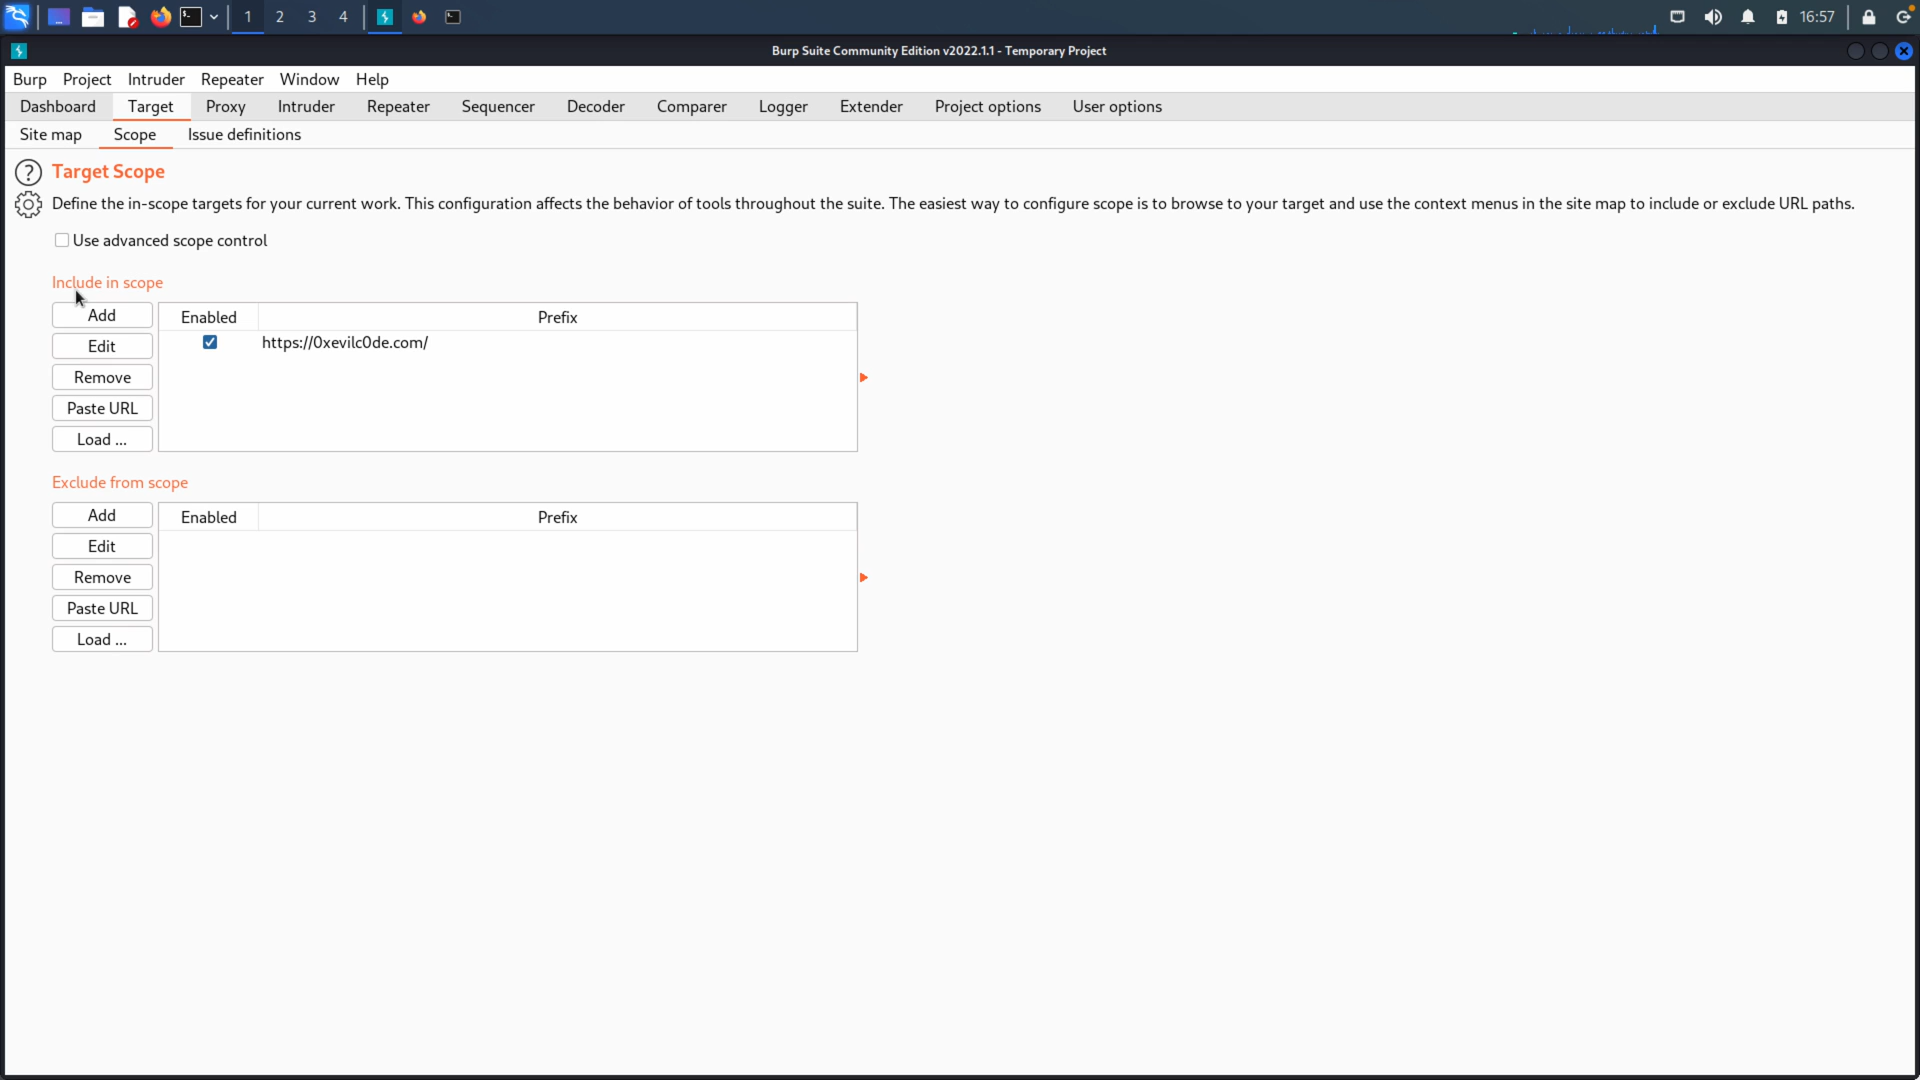 1 2 3 4 16:57
Burp Suite Community Edition v2022.1.1 - Temporary Project
Burp Project Intruder Repeater Window Help
Dashboard Target Proxy Intruder Repeater Sequencer Decoder Comparer Logger Extender Project options User options
Site map Scope Issue definitions
? Target Scope
Define the in-scope targets for your current work. This configuration affects the behavior of tools throughout the suite. The easiest way to configure scope is to browse to your target and use the context menus in the site map to include or exclude URL paths.
Use advanced scope control
Include in scope
Add Enabled Prefix
Edit https://0xevilc0de.com/
Remove
Paste URL
Load ...
Exclude from scope
Add Enabled Prefix
Edit
Remove
Paste URL
Load ...